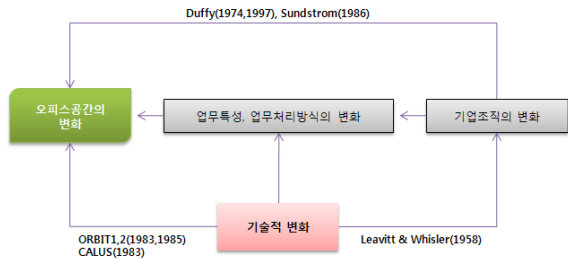 Duffy(1974,1997), Sundstrom(1986)
오피스공간의
변화
업무특성, 업무처리방식의 변화
기업조직의 변화
기술적 변화
ORBIT1,2(1983,1985)
CALUS(1983)
Leavitt & Whisler(1958)